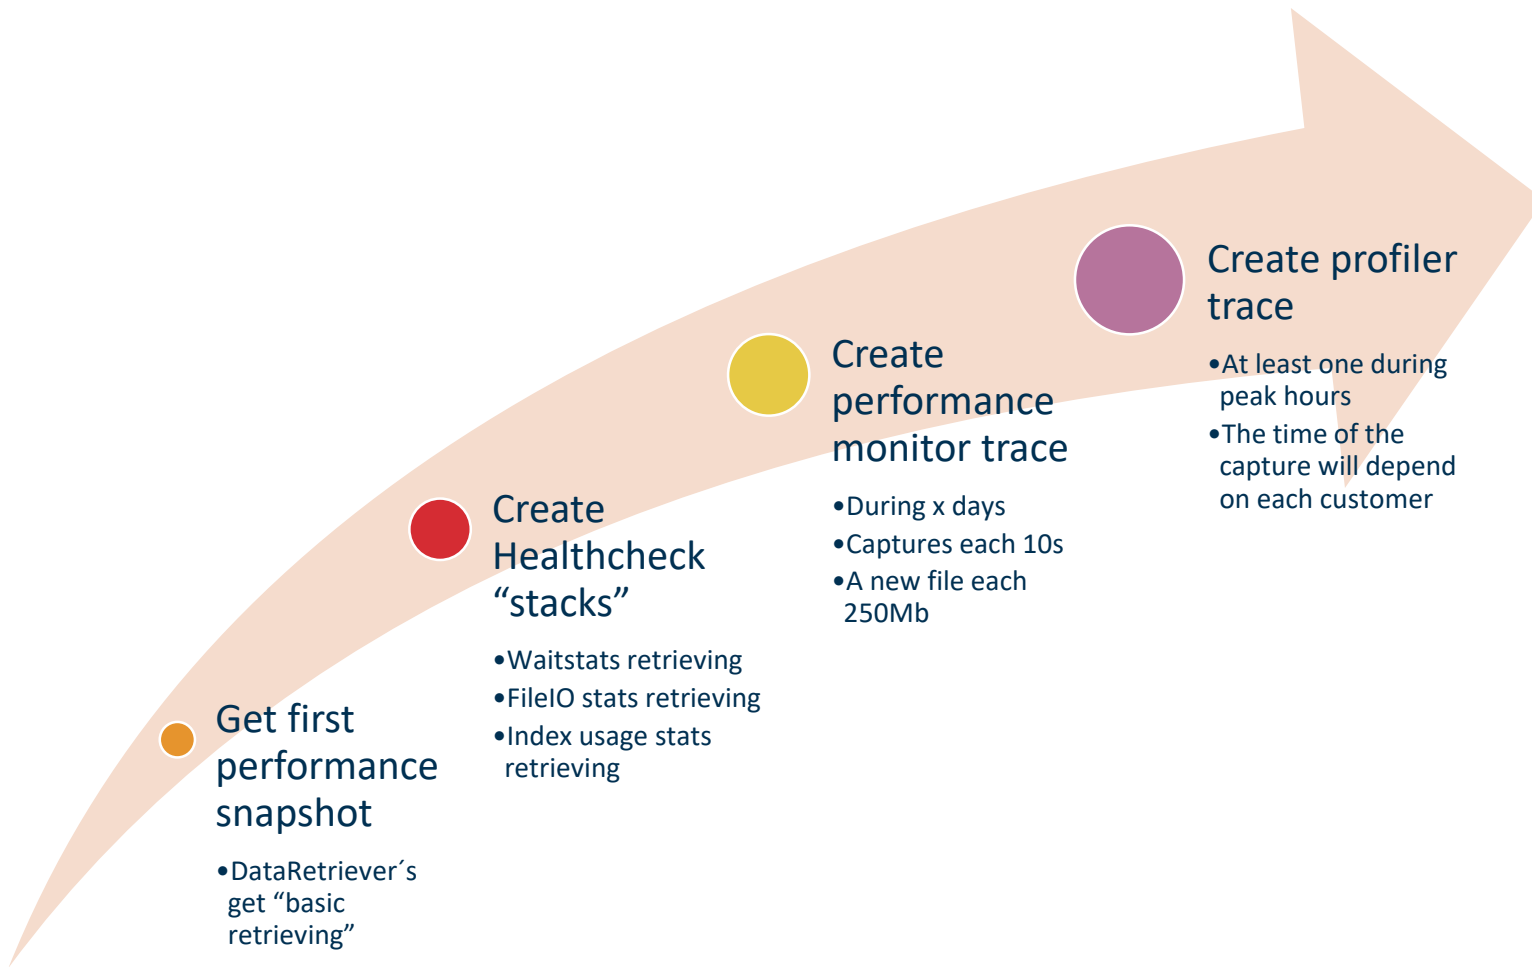 Get first
performance
snapshot
•DataRetriever´s
get “basic
retrieving”
Create
Healthcheck
“stacks”
•Waitstats retrieving
•FileIO stats retrieving
•Index usage stats
retrieving
Create
performance
monitor trace
•During x days
•Captures each 10s
•A new file each
250Mb
Create profiler
trace
•At least one during
peak hours
•The time of the
capture will depend
on each customer